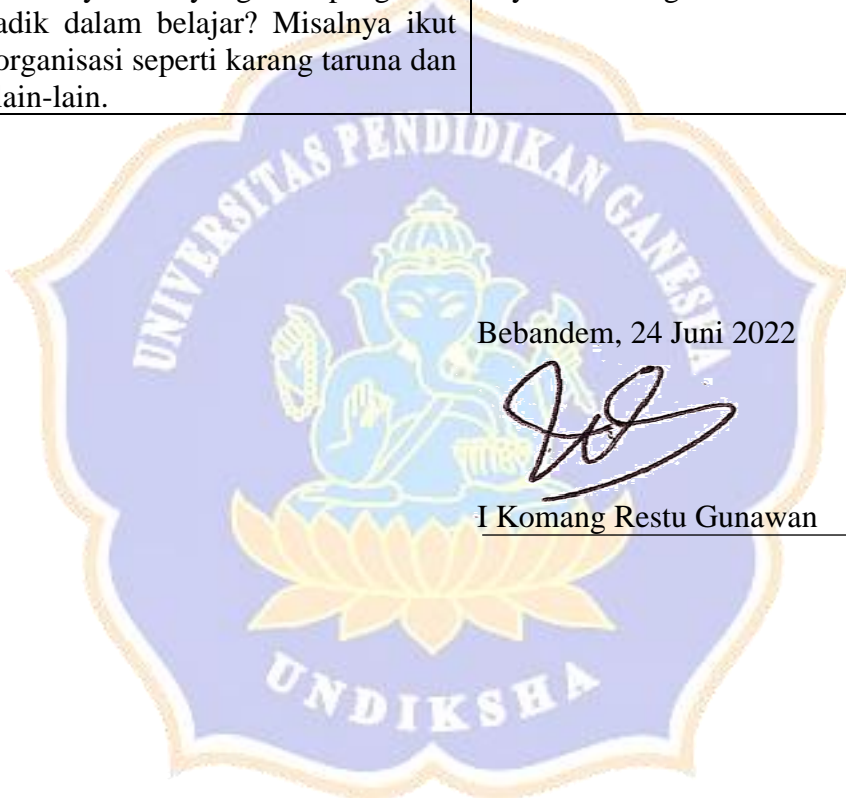 adik dalam belajar? Misalnya ikut
organisasi seperti karang taruna dan
lain-lain.
UNIVERSITAS PENDIDIKAN GANESHA
Bebandem, 24 Juni 2022
I Komang Restu Gunawan
UNDIKSHA